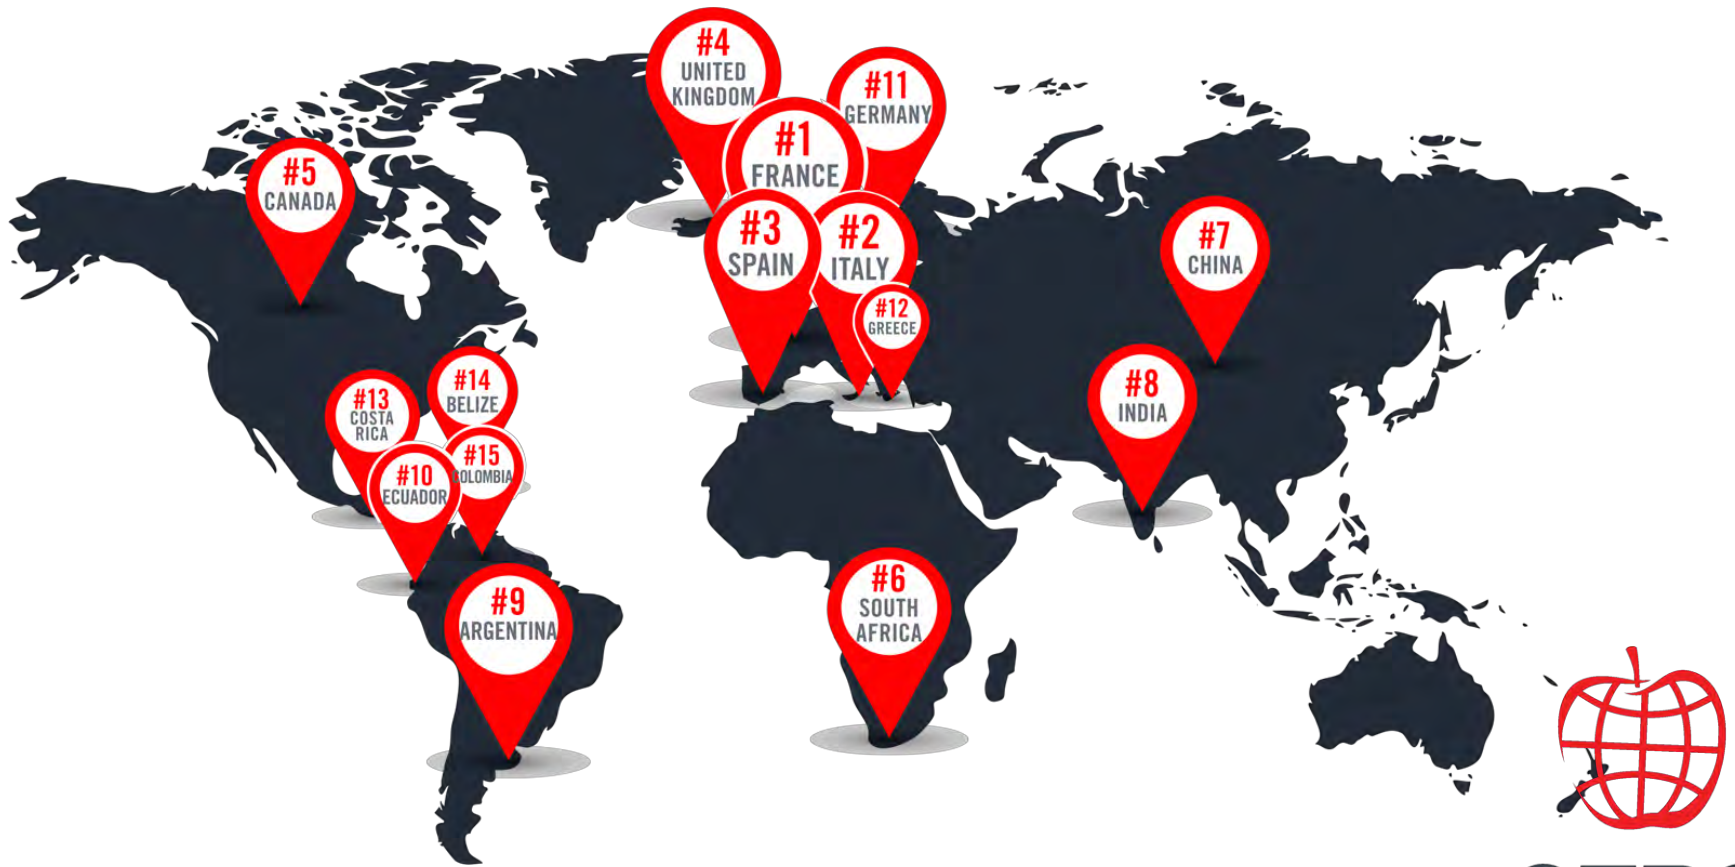 #4
UNITED
KINGDOM
#11
GERMANY
#1
FRANCE
#5
CANADA
#3
SPAIN
#2
ITALY
#7
CHINA
#12
GREECE
#14
BELIZE
#8
INDIA
#13
COSTA
RICA
#15
COLOMBIA
#10
ECUADOR
#6
SOUTH
AFRICA
#9
ARGENTINA